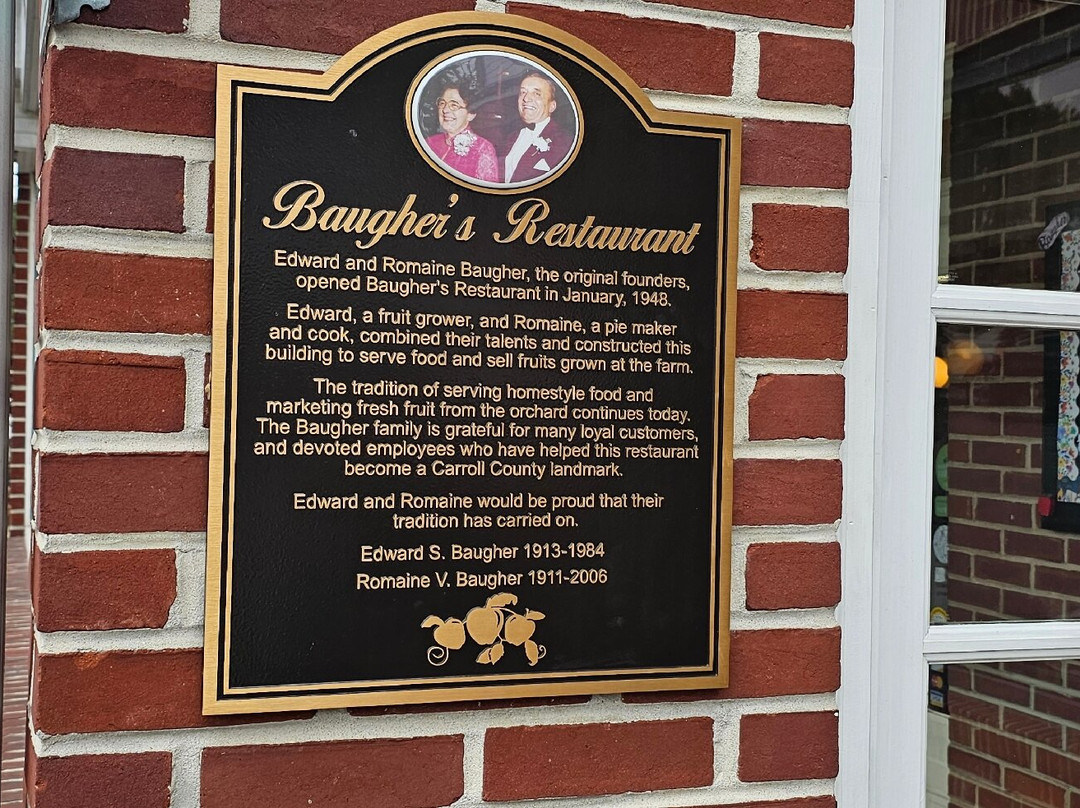 Baugher's Restaurant
Edward and Romaine Baugher, the original founders,
opened Baugher's Restaurant in January, 1948.
Edward, a fruit grower, and Romaine, a pie maker
and cook, combined their talents and constructed this
building to serve food and sell fruits grown at the farm.
The tradition of serving homestyle food and
marketing fresh fruit from the orchard continues today.
The Baugher family is grateful for many loyal customers,
and devoted employees who have helped this restaurant
become a Carroll County landmark.
Edward and Romaine would be proud that their
tradition has carried on.
Edward S. Baugher 1913-1984
Romaine V. Baugher 1911-2006